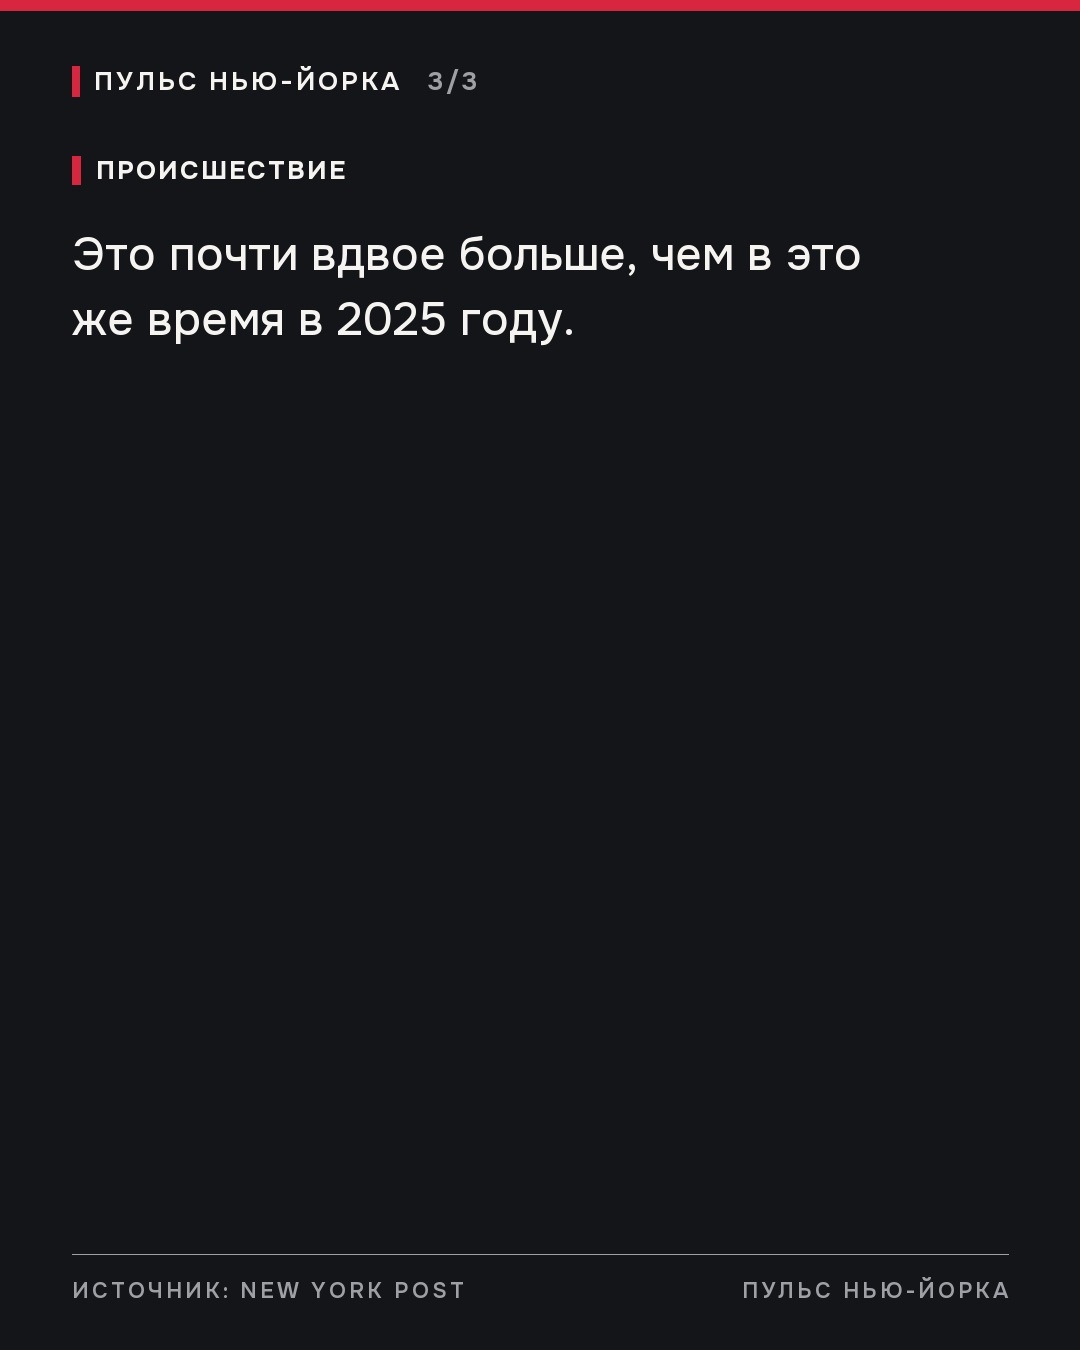 ПУЛЬС НЬЮ-ЙОРКА 3/3
ПРОИСШЕСТВИЕ
Это почти вдвое больше, чем в это
же время в 2025 году.
ИСТОЧНИК: NEW YORK POST
ПУЛЬС НЬЮ-ЙОРКА